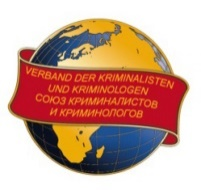 VERBAND DER KRIMINALISTEN
UND KRIMINOLOGEN
СОЮЗ КРИМИНАЛИСТОВ
И КРИМИНОЛОГОВ